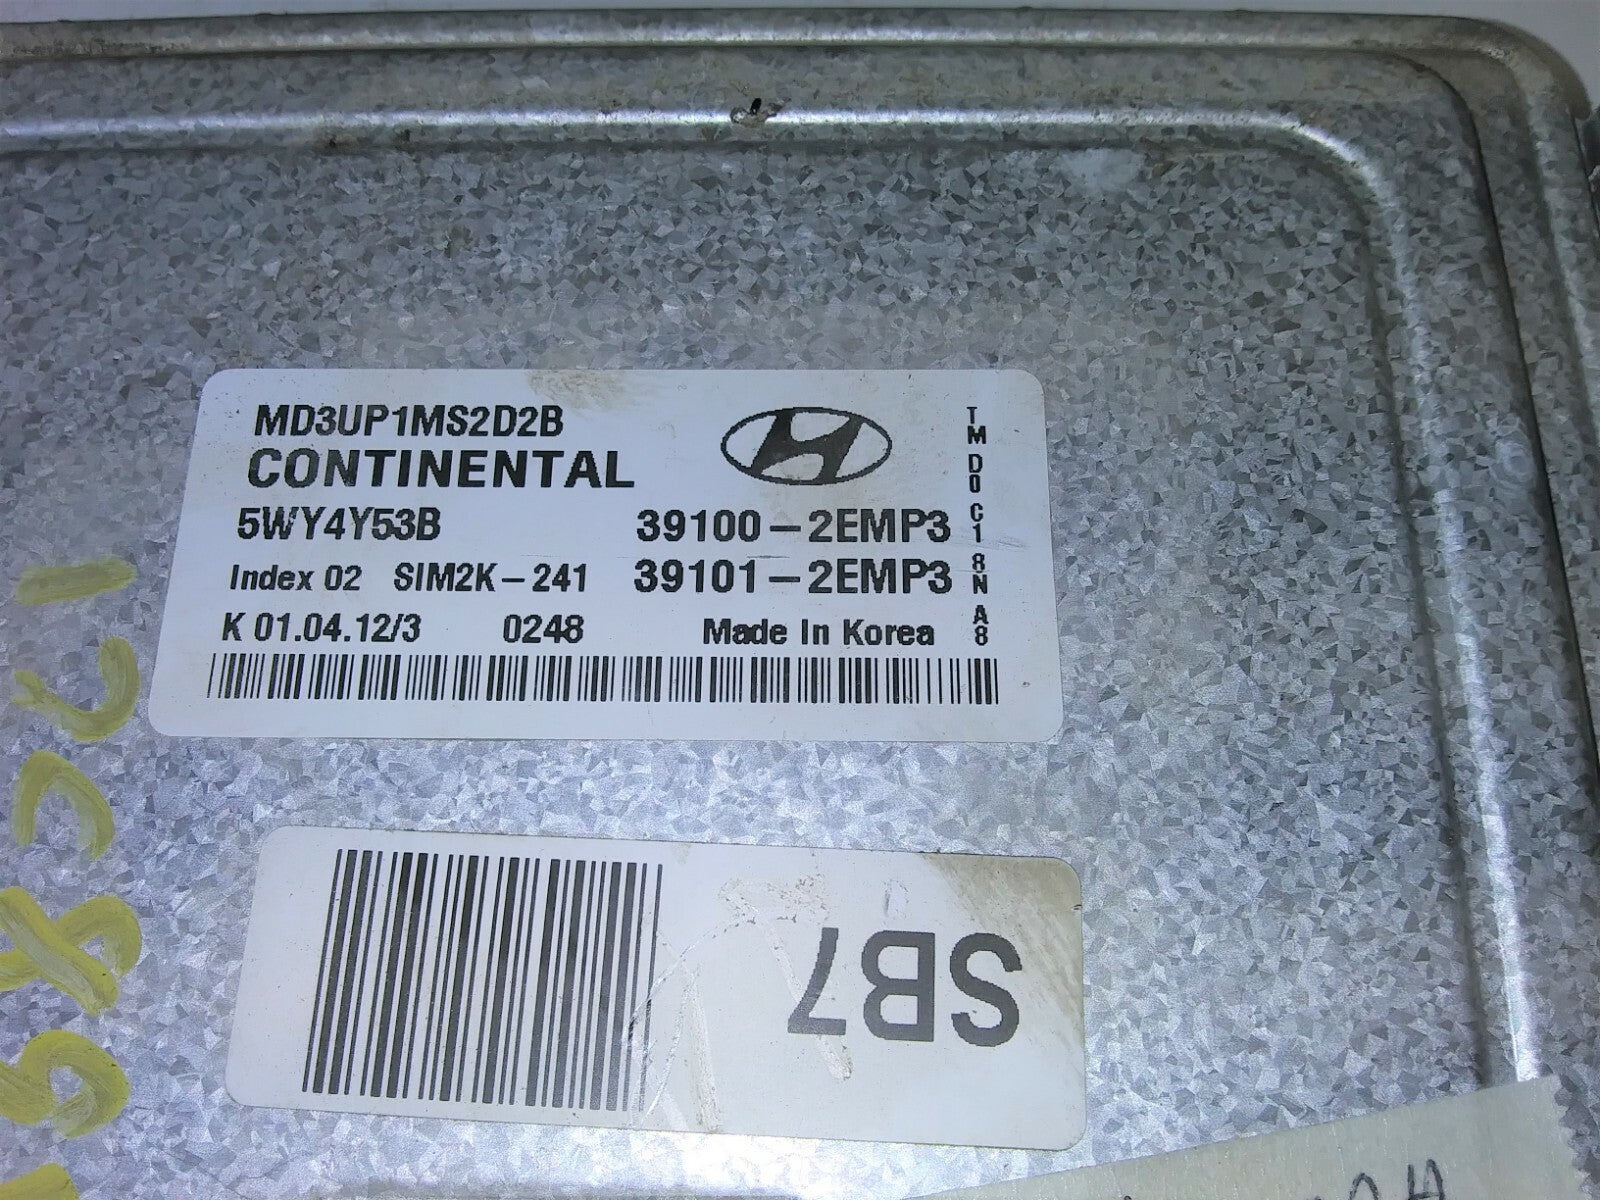 MD3UP1MS2D2B
CONTINENTAL
5WY4Y53B 39100-2EMP3
Index 02 SIM2K-241 39101-2EMP3
K 01.04.12/3 0248 Made In Korea
TM D0 C1 8N A8
SB7